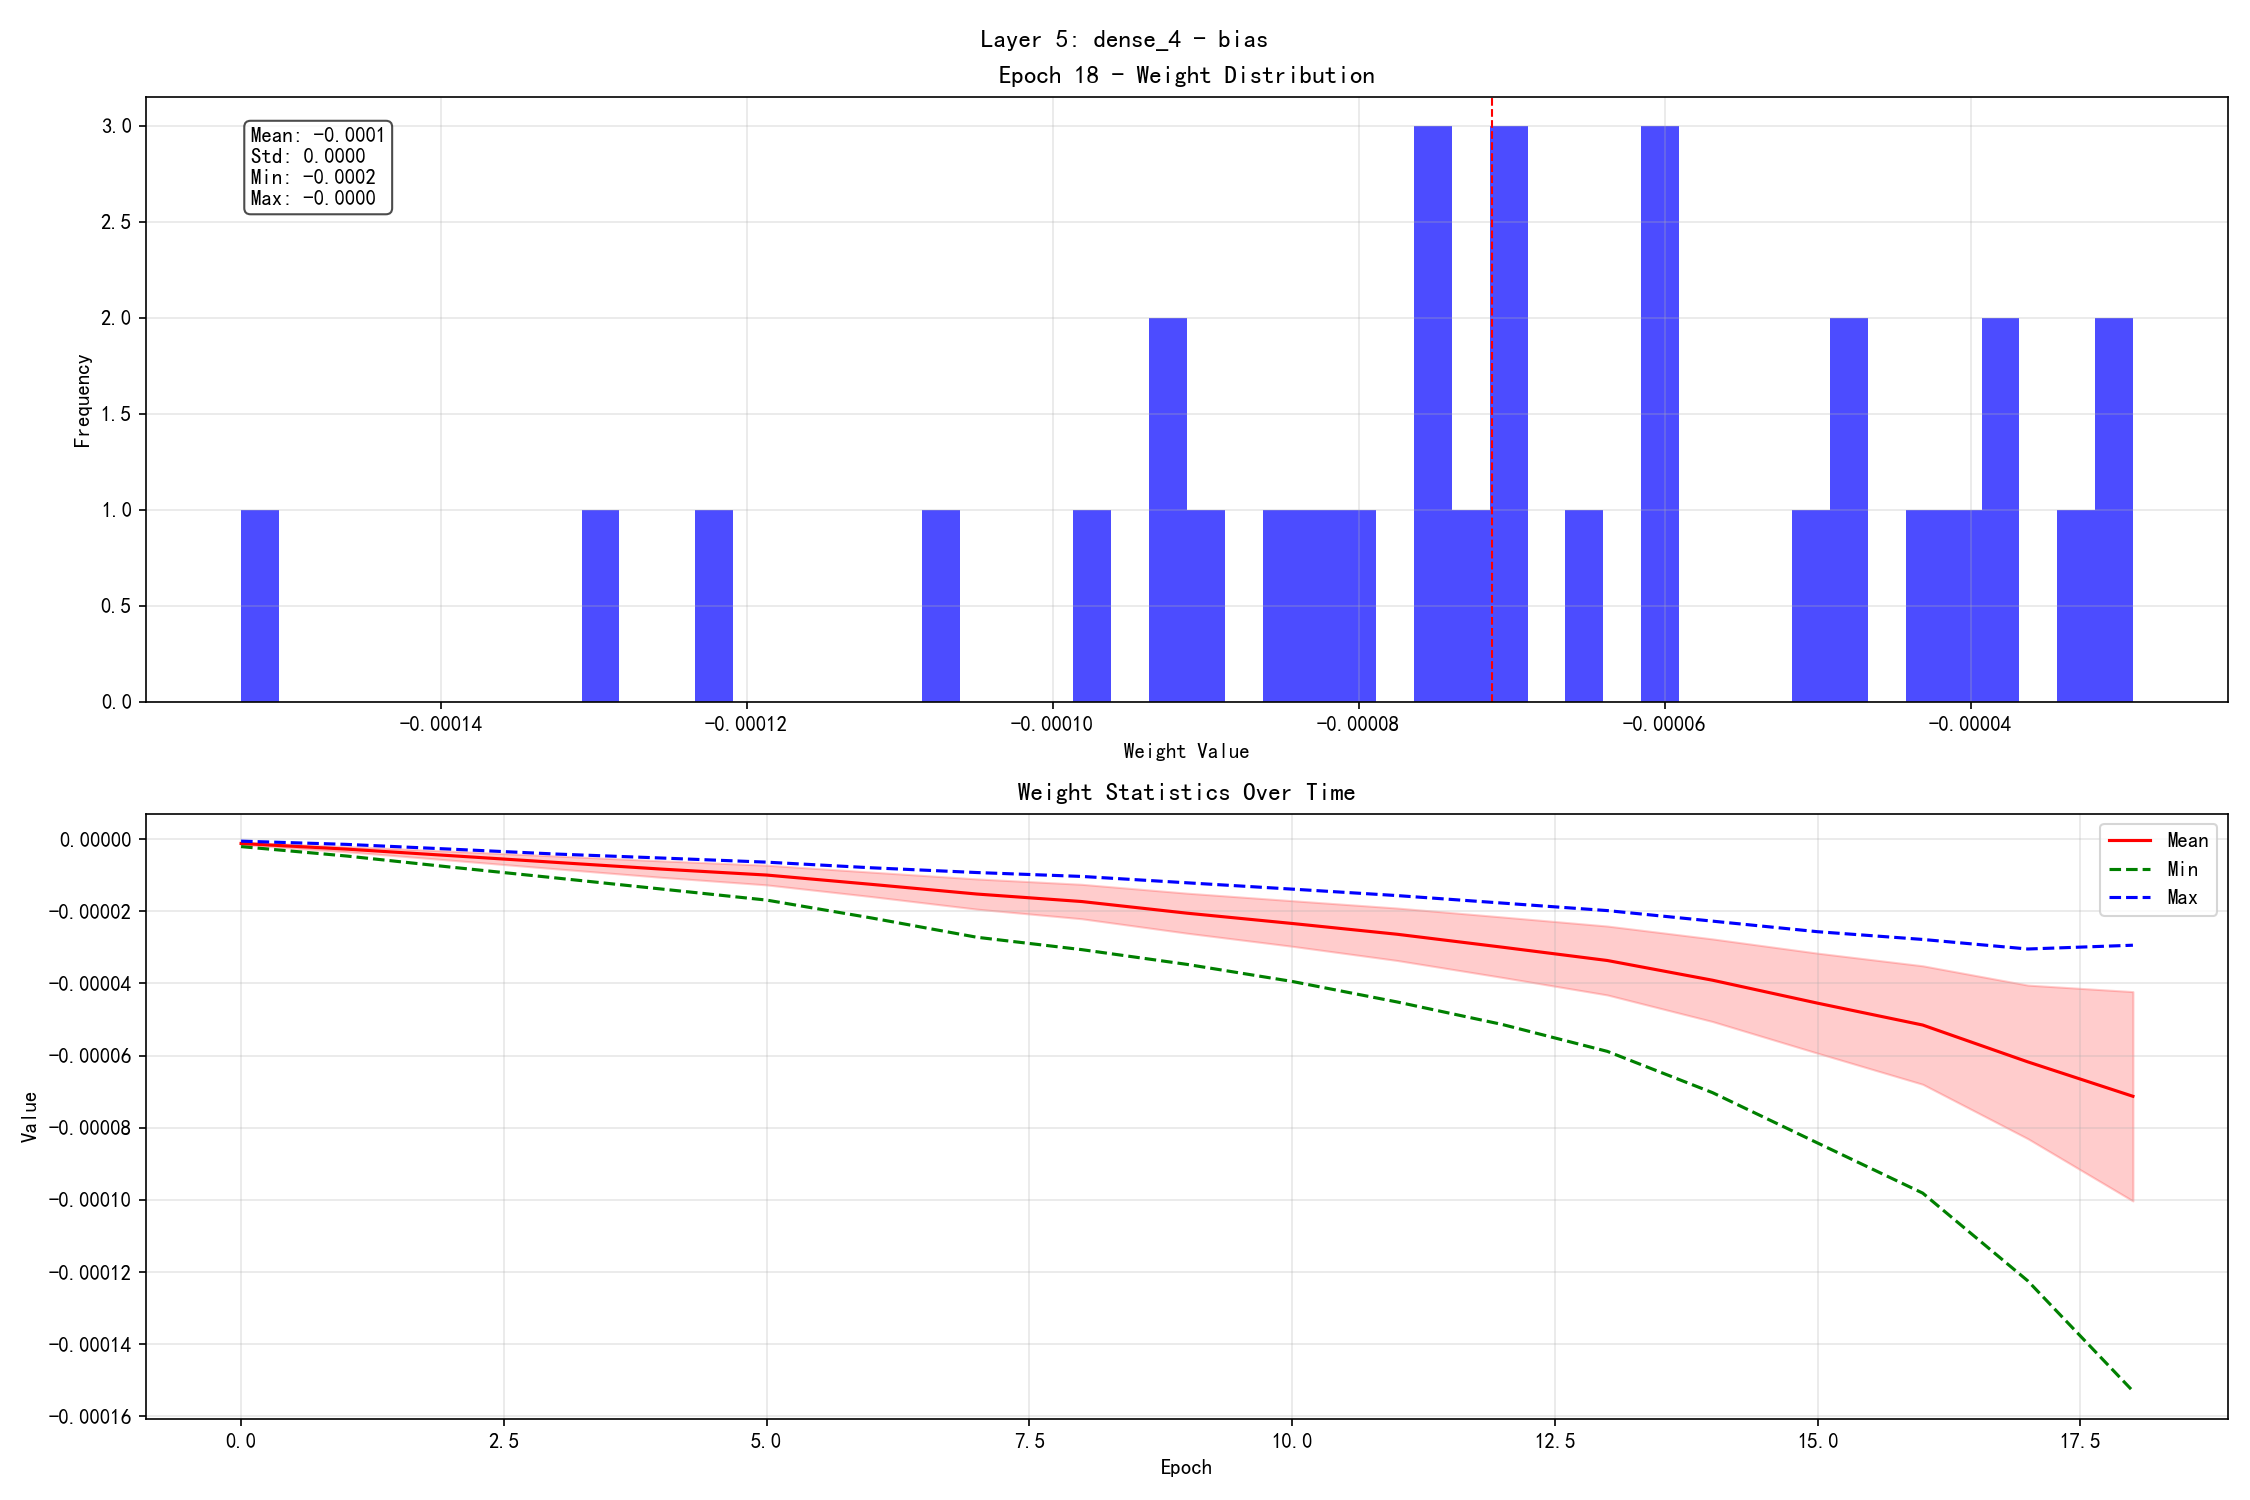 Layer 5: dense_4 - bias
Epoch 18 - Weight Distribution
Mean: -0.0001
Std: 0.0000
Min: -0.0002
Max: -0.0000
3.0
2.5
2.0
1.5
1.0
0.5
0.0
Frequency
-0.00014 -0.00012 -0.00010 -0.00008 -0.00006 -0.00004
Weight Value
Weight Statistics Over Time
Mean
Min
Max
0.00000
-0.00002
-0.00004
-0.00006
-0.00008
-0.00010
-0.00012
-0.00014
-0.00016
Value
0.0 2.5 5.0 7.5 10.0 12.5 15.0 17.5
Epoch